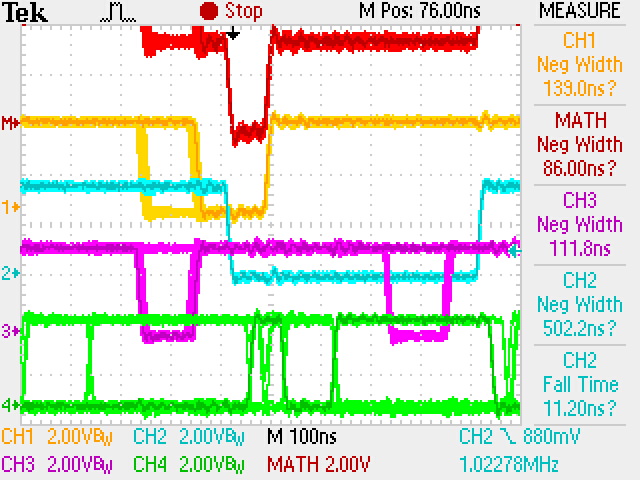 Tek Stop M Pos: 76.00ns MEASURE
CH1
Neg Width
139.0ns?
M
MATH
Neg Width
86.00ns?
1
CH3
Neg Width
111.8ns
2
CH2
Neg Width
502.2ns?
3
CH2
Fall Time
11.20ns?
4
CH1 2.00VBw CH2 2.00VBw M 100ns CH2 880mV
CH3 2.00VBw CH4 2.00VBw MATH 2.00V 1.02278MHz